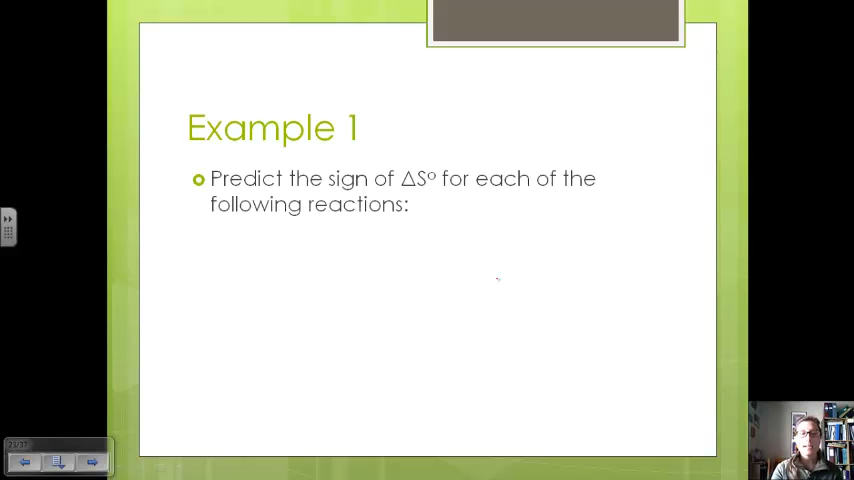 Example 1
Predict the sign of ΔS° for each of the
following reactions: